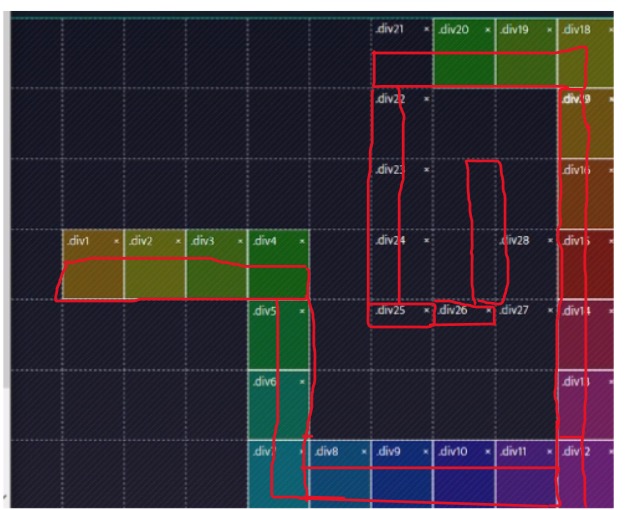 .div21 × .div20 × .div19 × .div18 ×
.div22 × .div29 ×
.div23 × .div16 ×
.div1 × .div2 × .div3 × .div4 × .div24 × .div28 × .div15 ×
.div5 × .div25 × .div26 × .div27 × .div14 ×
.div6 × .div13 ×
.div7 × .div8 × .div9 × .div10 × .div11 × .div12 ×